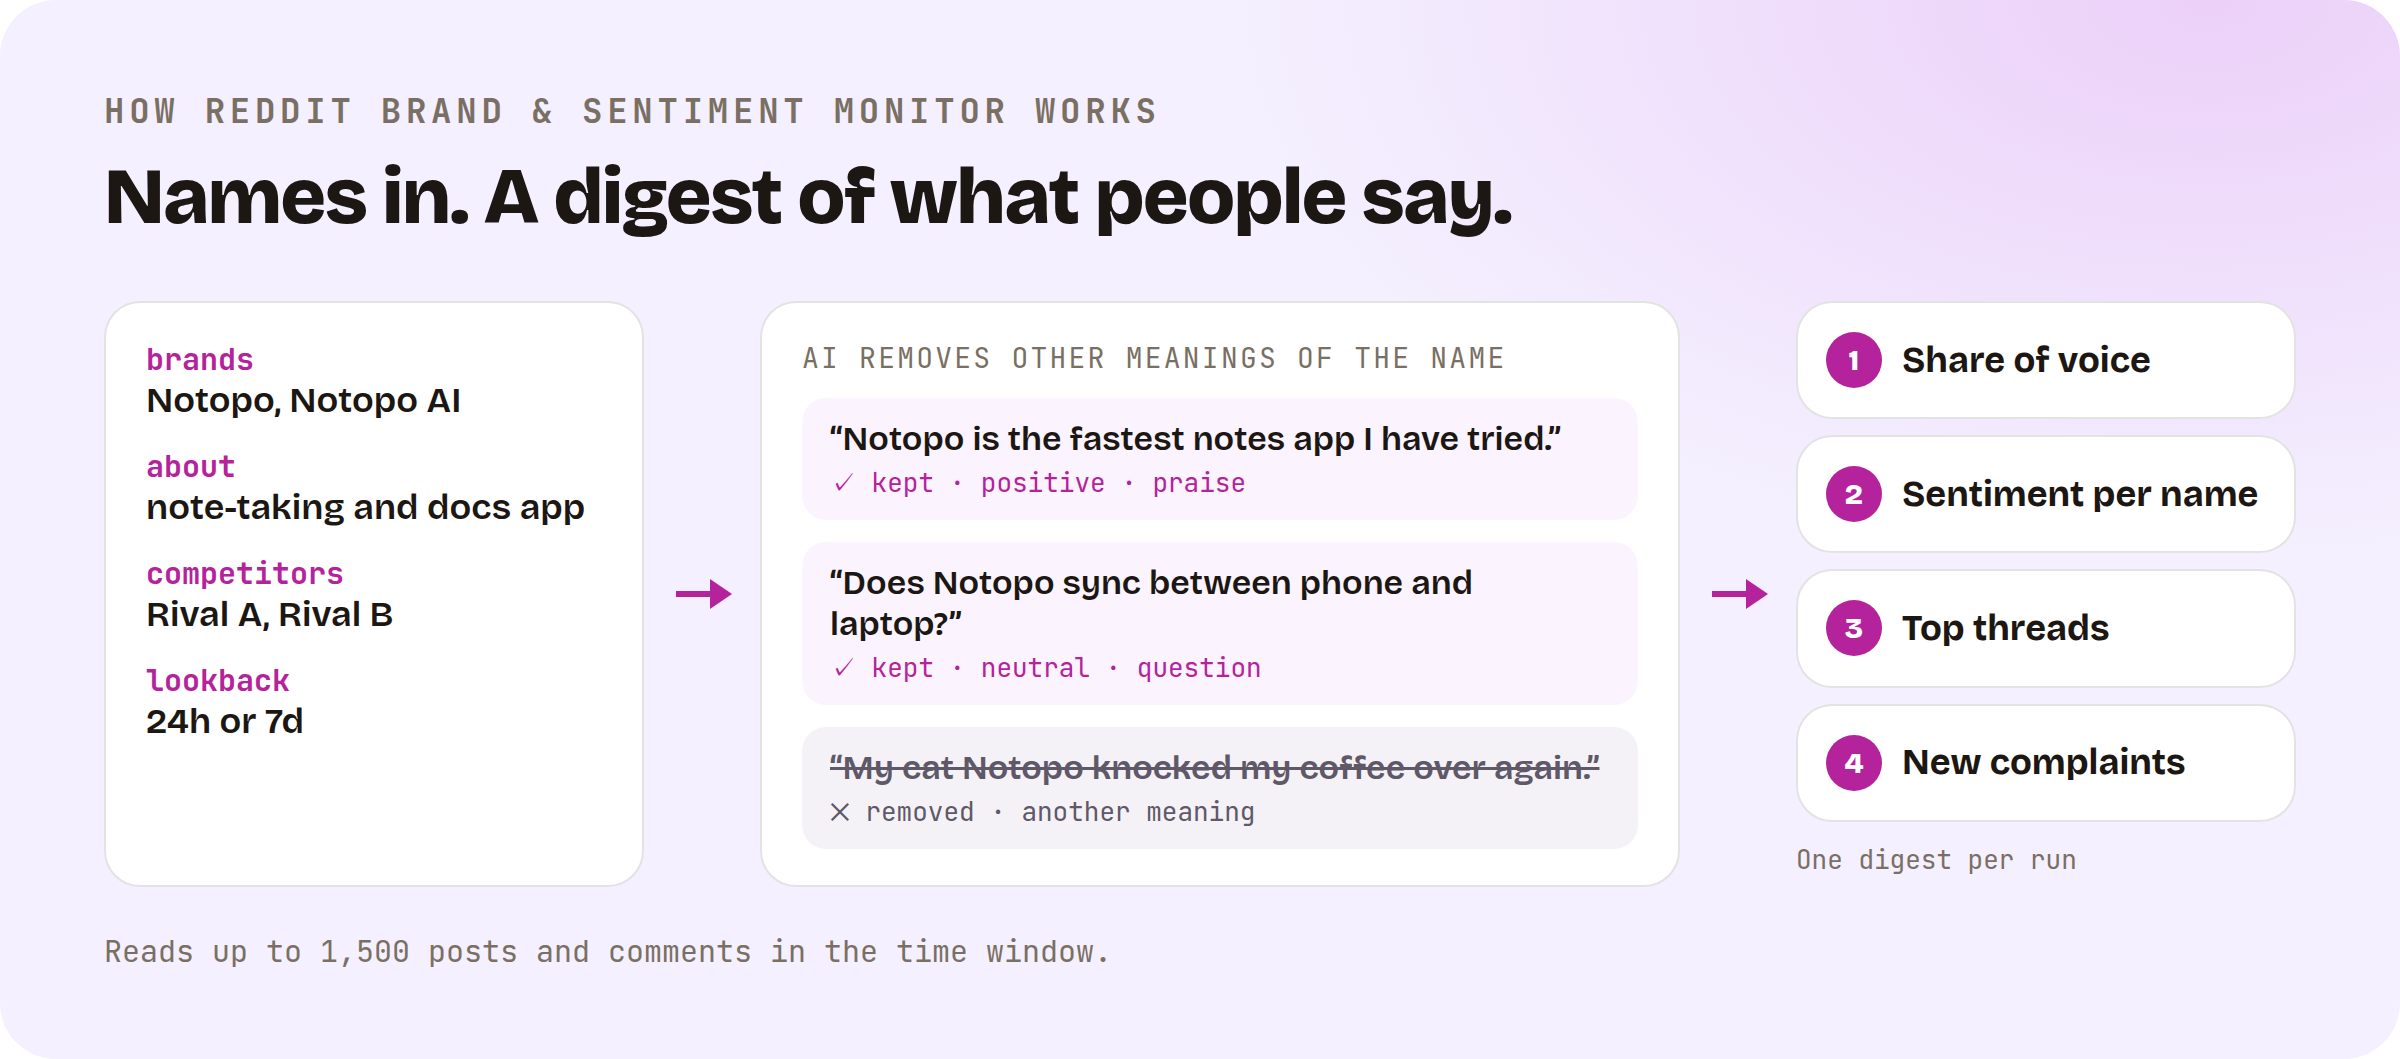 HOW REDDIT BRAND & SENTIMENT MONITOR WORKS
Names in. A digest of what people say.
brands
Notopo, Notopo AI
about
note-taking and docs app
competitors
Rival A, Rival B
lookback
24h or 7d
AI REMOVES OTHER MEANINGS OF THE NAME
“Notopo is the fastest notes app I have tried.”
✓ kept · positive · praise
“Does Notopo sync between phone and
laptop?”
✓ kept · neutral · question
“My cat Notopo knocked my coffee over again.”
× removed · another meaning
1 Share of voice
2 Sentiment per name
3 Top threads
4 New complaints
One digest per run
Reads up to 1,500 posts and comments in the time window.